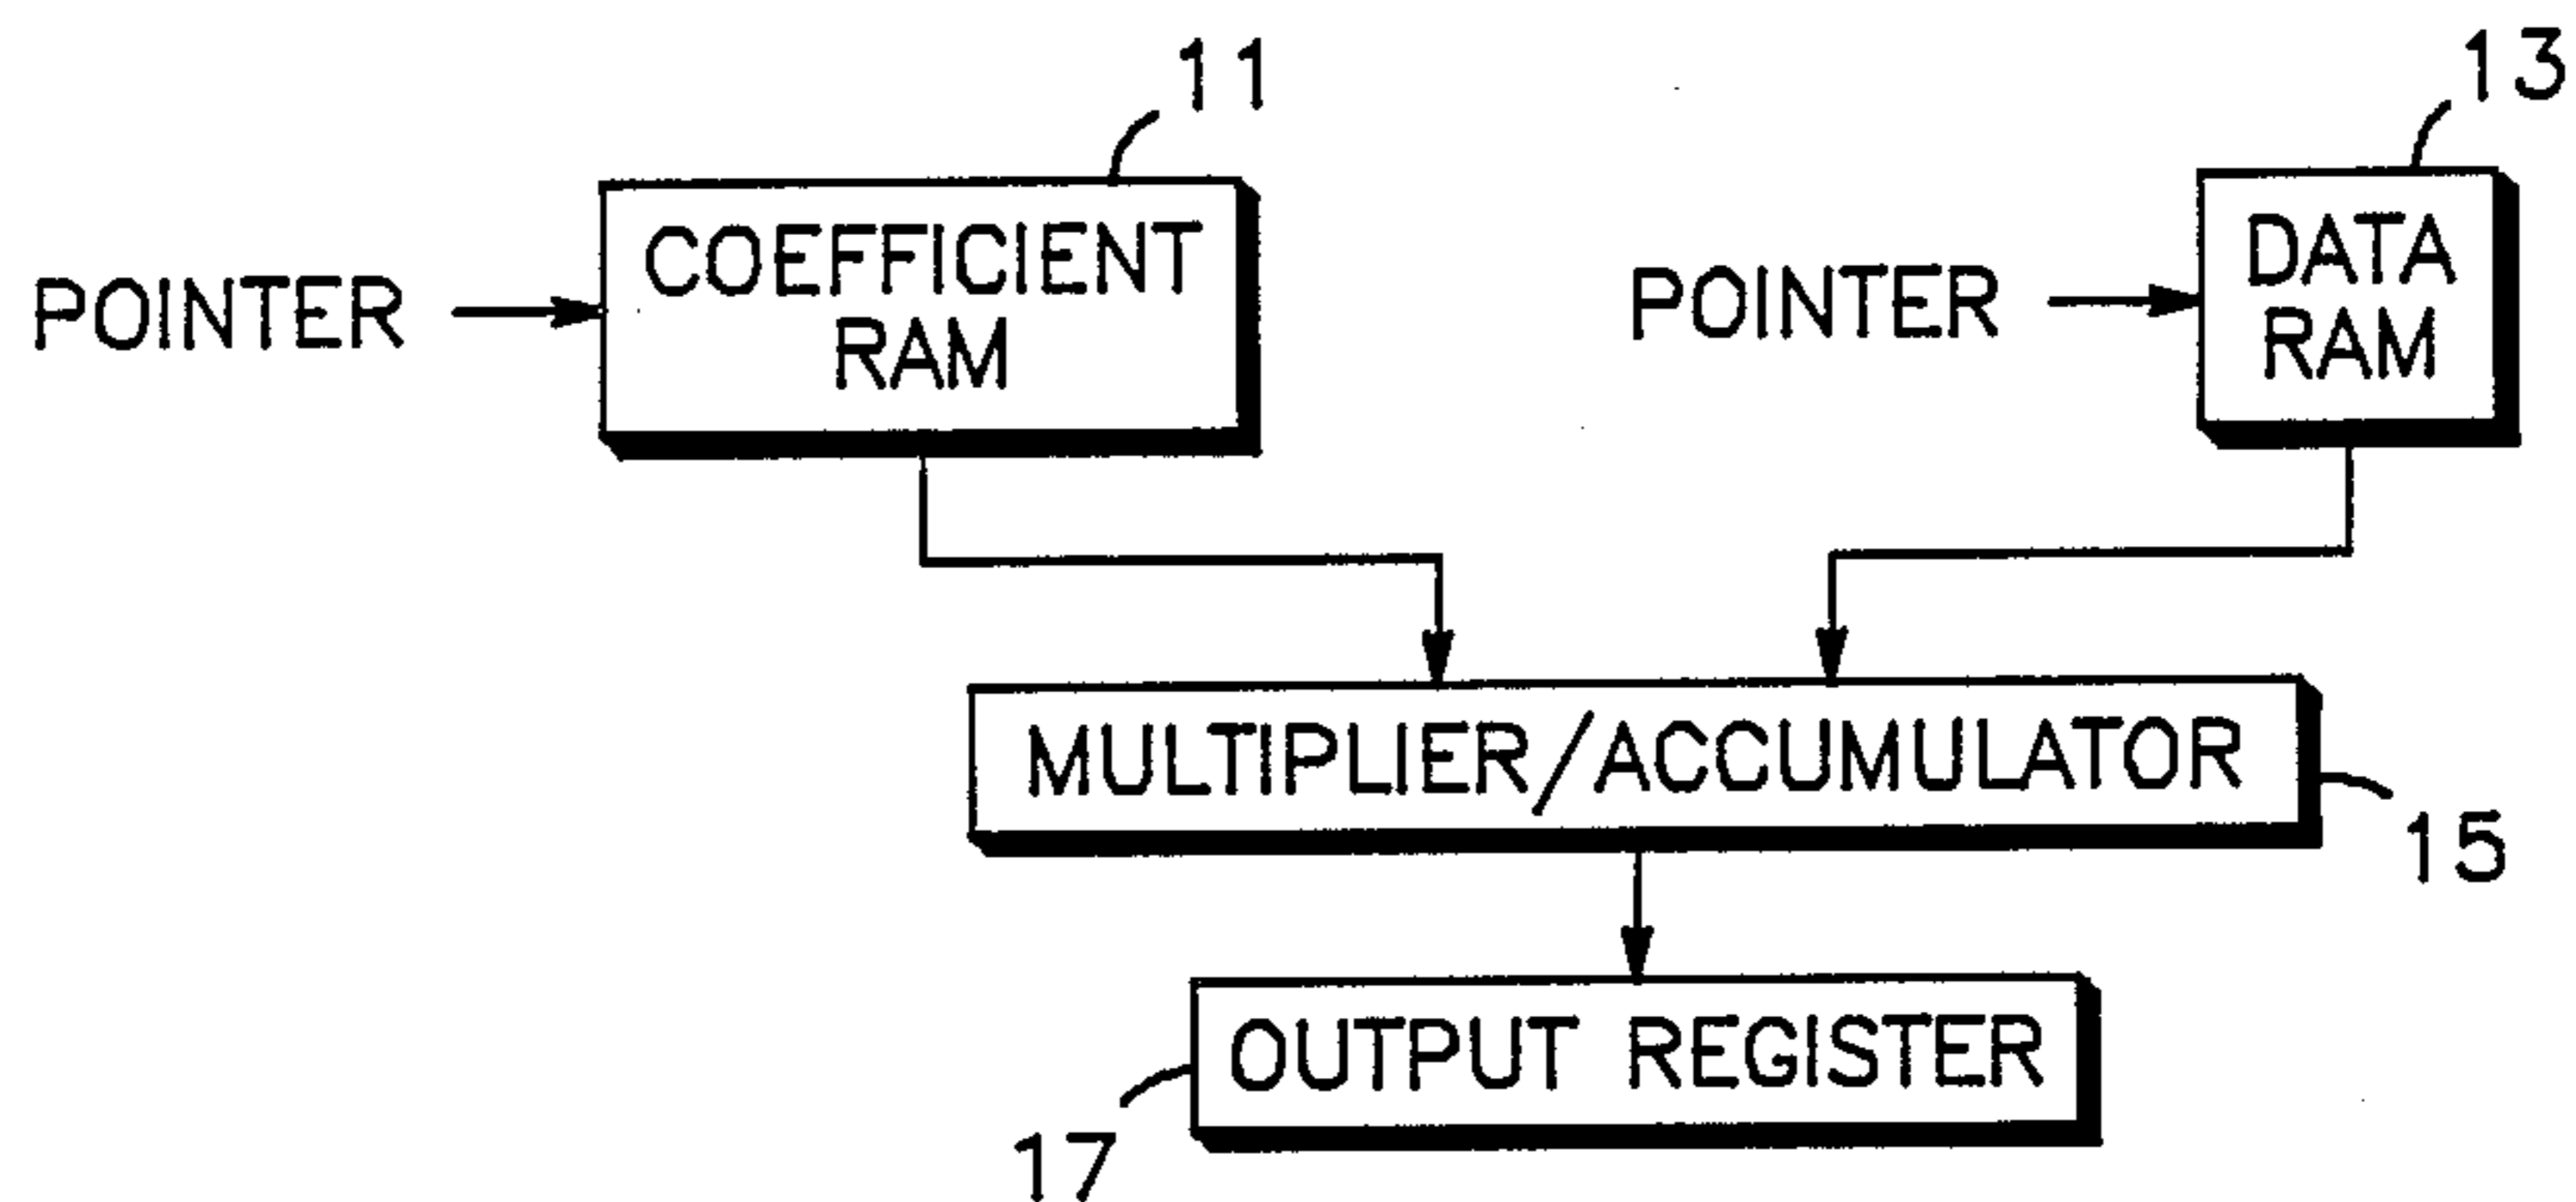 11
13
POINTER
COEFFICIENT
RAM
POINTER
DATA
RAM
MULTIPLIER/ACCUMULATOR
15
OUTPUT REGISTER
17